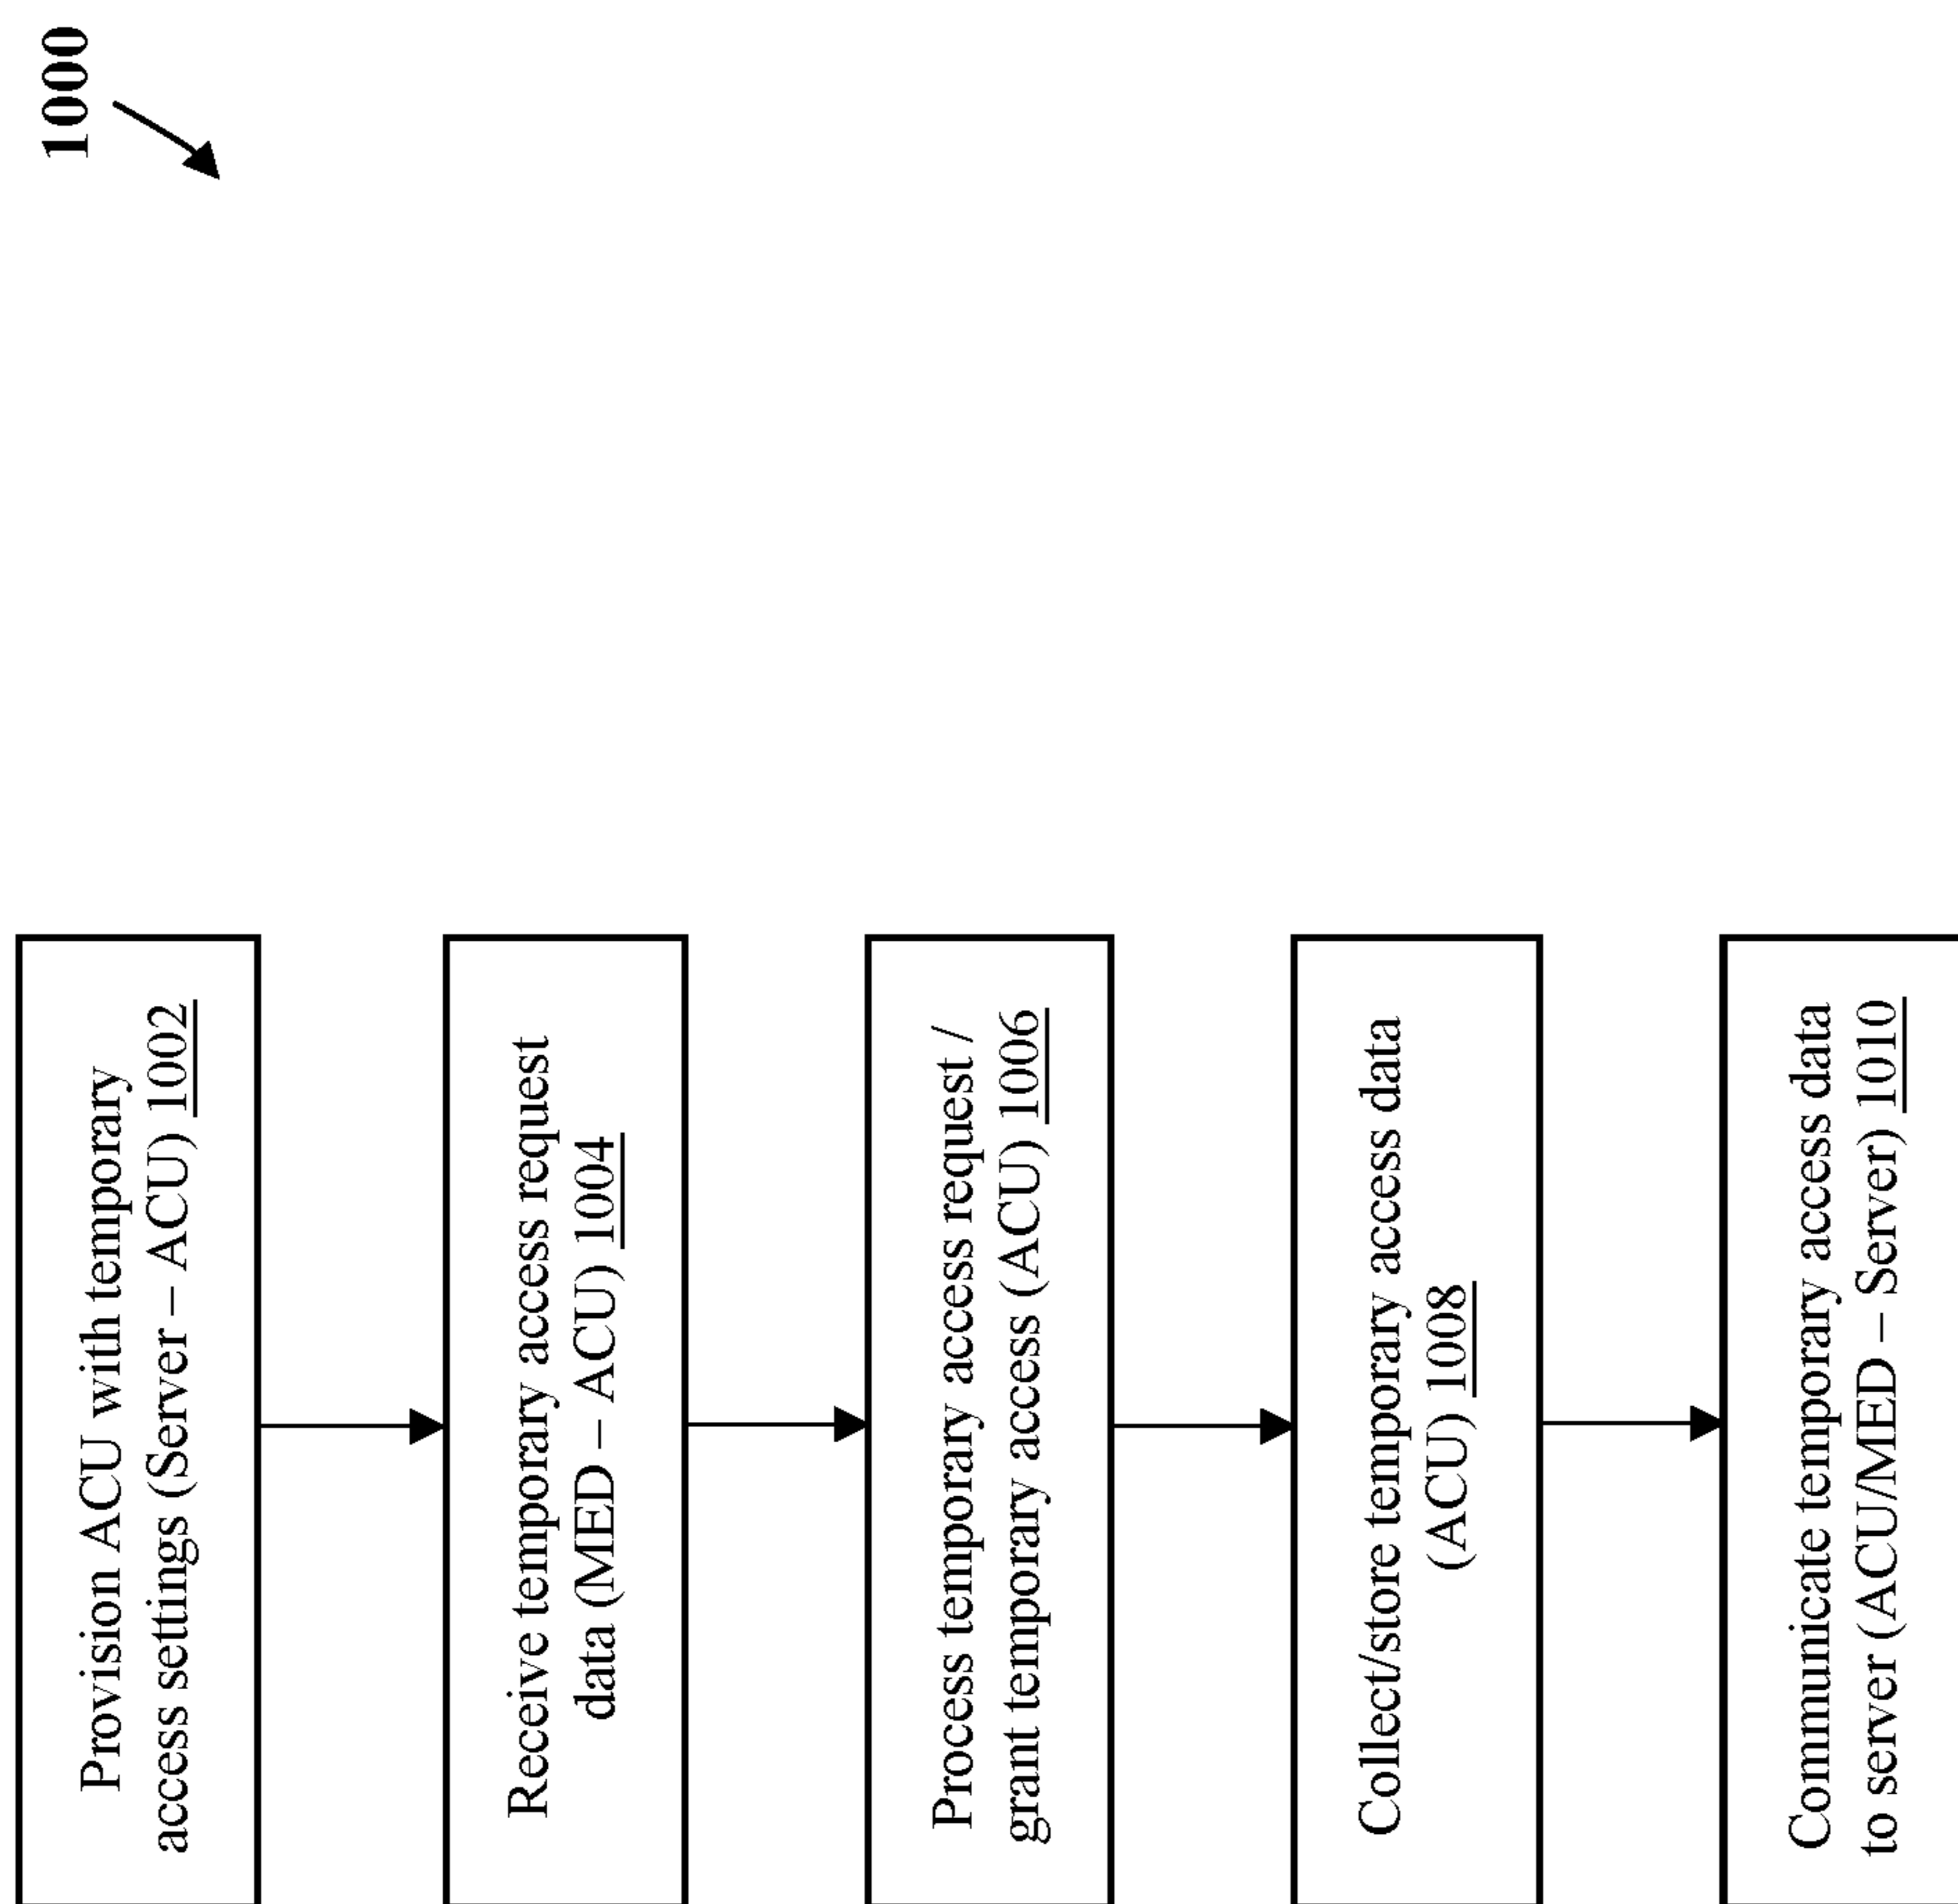 1000
Provision ACU with temporary
access settings (Server – ACU) 1002
Receive temporary access request
data (MED – ACU) 1004
Process temporary access request /
grant temporary access (ACU) 1006
Collect/store temporary access data
(ACU) 1008
Communicate temporary access data
to server (ACU/MED – Server) 1010